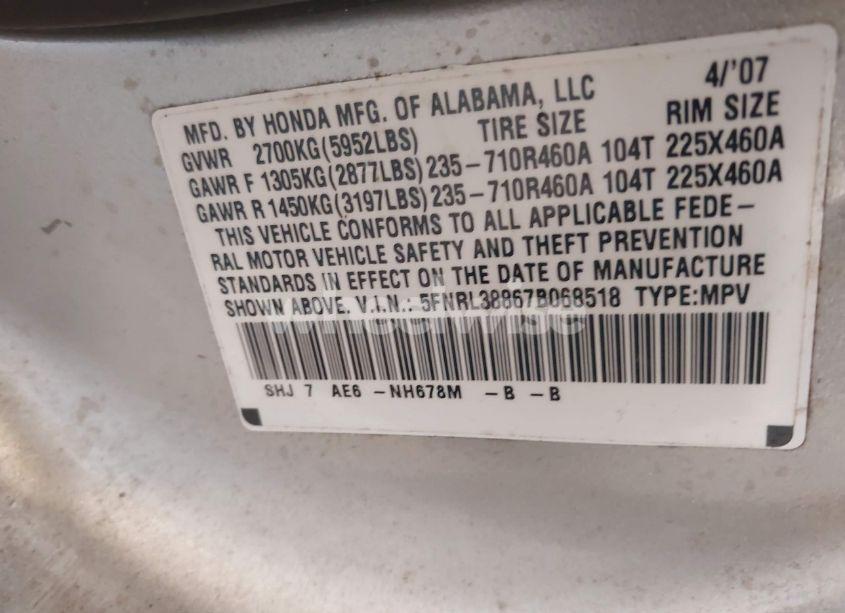 4/'07
MFD. BY HONDA MFG. OF ALABAMA, LLC
GVWR 2700KG(5952LBS) TIRE SIZE RIM SIZE
GAWR F 1305KG(2877LBS) 235-710R460A 104T 225X460A
GAWR R 1450KG(3197LBS) 235-710R460A 104T 225X460A
THIS VEHICLE CONFORMS TO ALL APPLICABLE FEDE-
RAL MOTOR VEHICLE SAFETY AND THEFT PREVENTION
STANDARDS IN EFFECT ON THE DATE OF MANUFACTURE
SHOWN ABOVE. V.I.N.: 5FNRL38867B068518 TYPE:MPV
wheelwise
SHJ 7 AE6 -NH678M -B -B